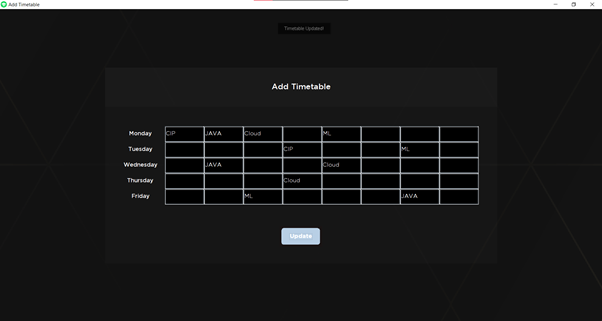 Add Timetable
Timetable Updated!
Add Timetable
Monday CIP JAVA Cloud ML
Tuesday CIP ML
Wednesday JAVA Cloud
Thursday Cloud
Friday ML JAVA
Update